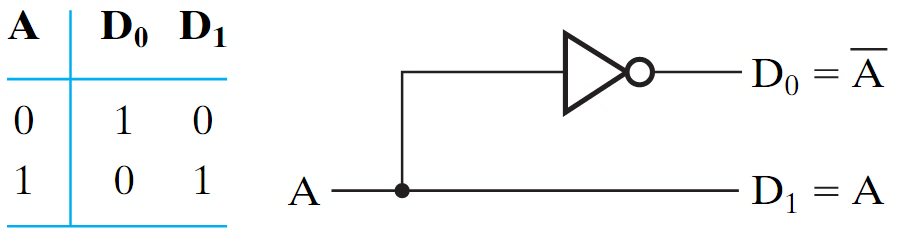 A D₀ D₁
0 1 0
1 0 1
D₀ = A̅
A
D₁ = A